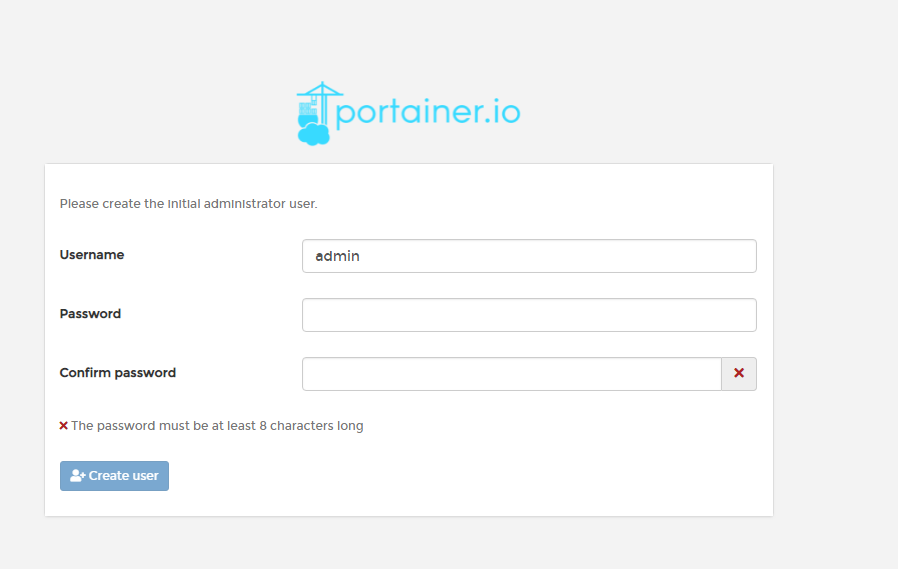 portainer.io
Please create the initial administrator user.
Username
admin
Password
Confirm password
The password must be at least 8 characters long
Create user